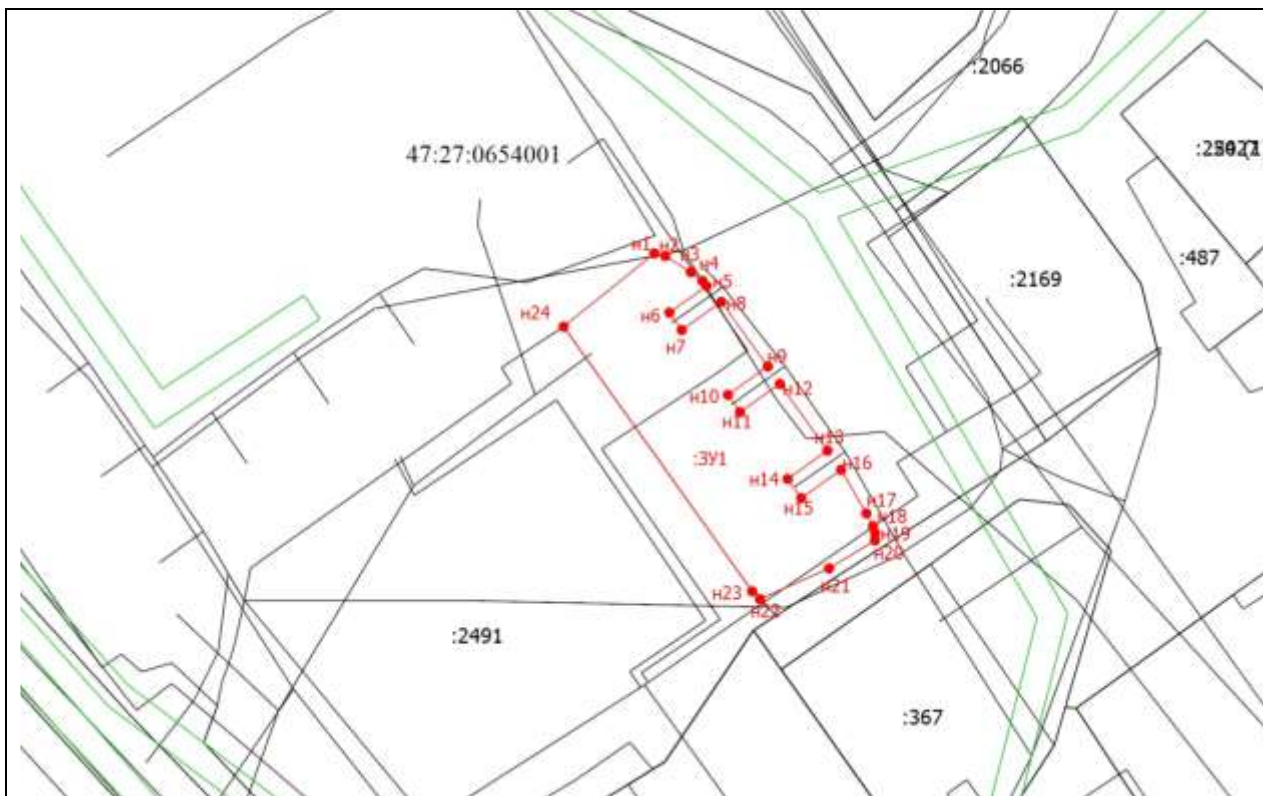 :2066
47:27:0654001
:487
:2169
н1
н2
н3
н4
н5
н8
н6
н7
н24
н9
н12
н10
н11
н13
н16
:ЗУ1
н14
н15
н17
н18
н19
н20
н21
н23
н22
:2491
:367